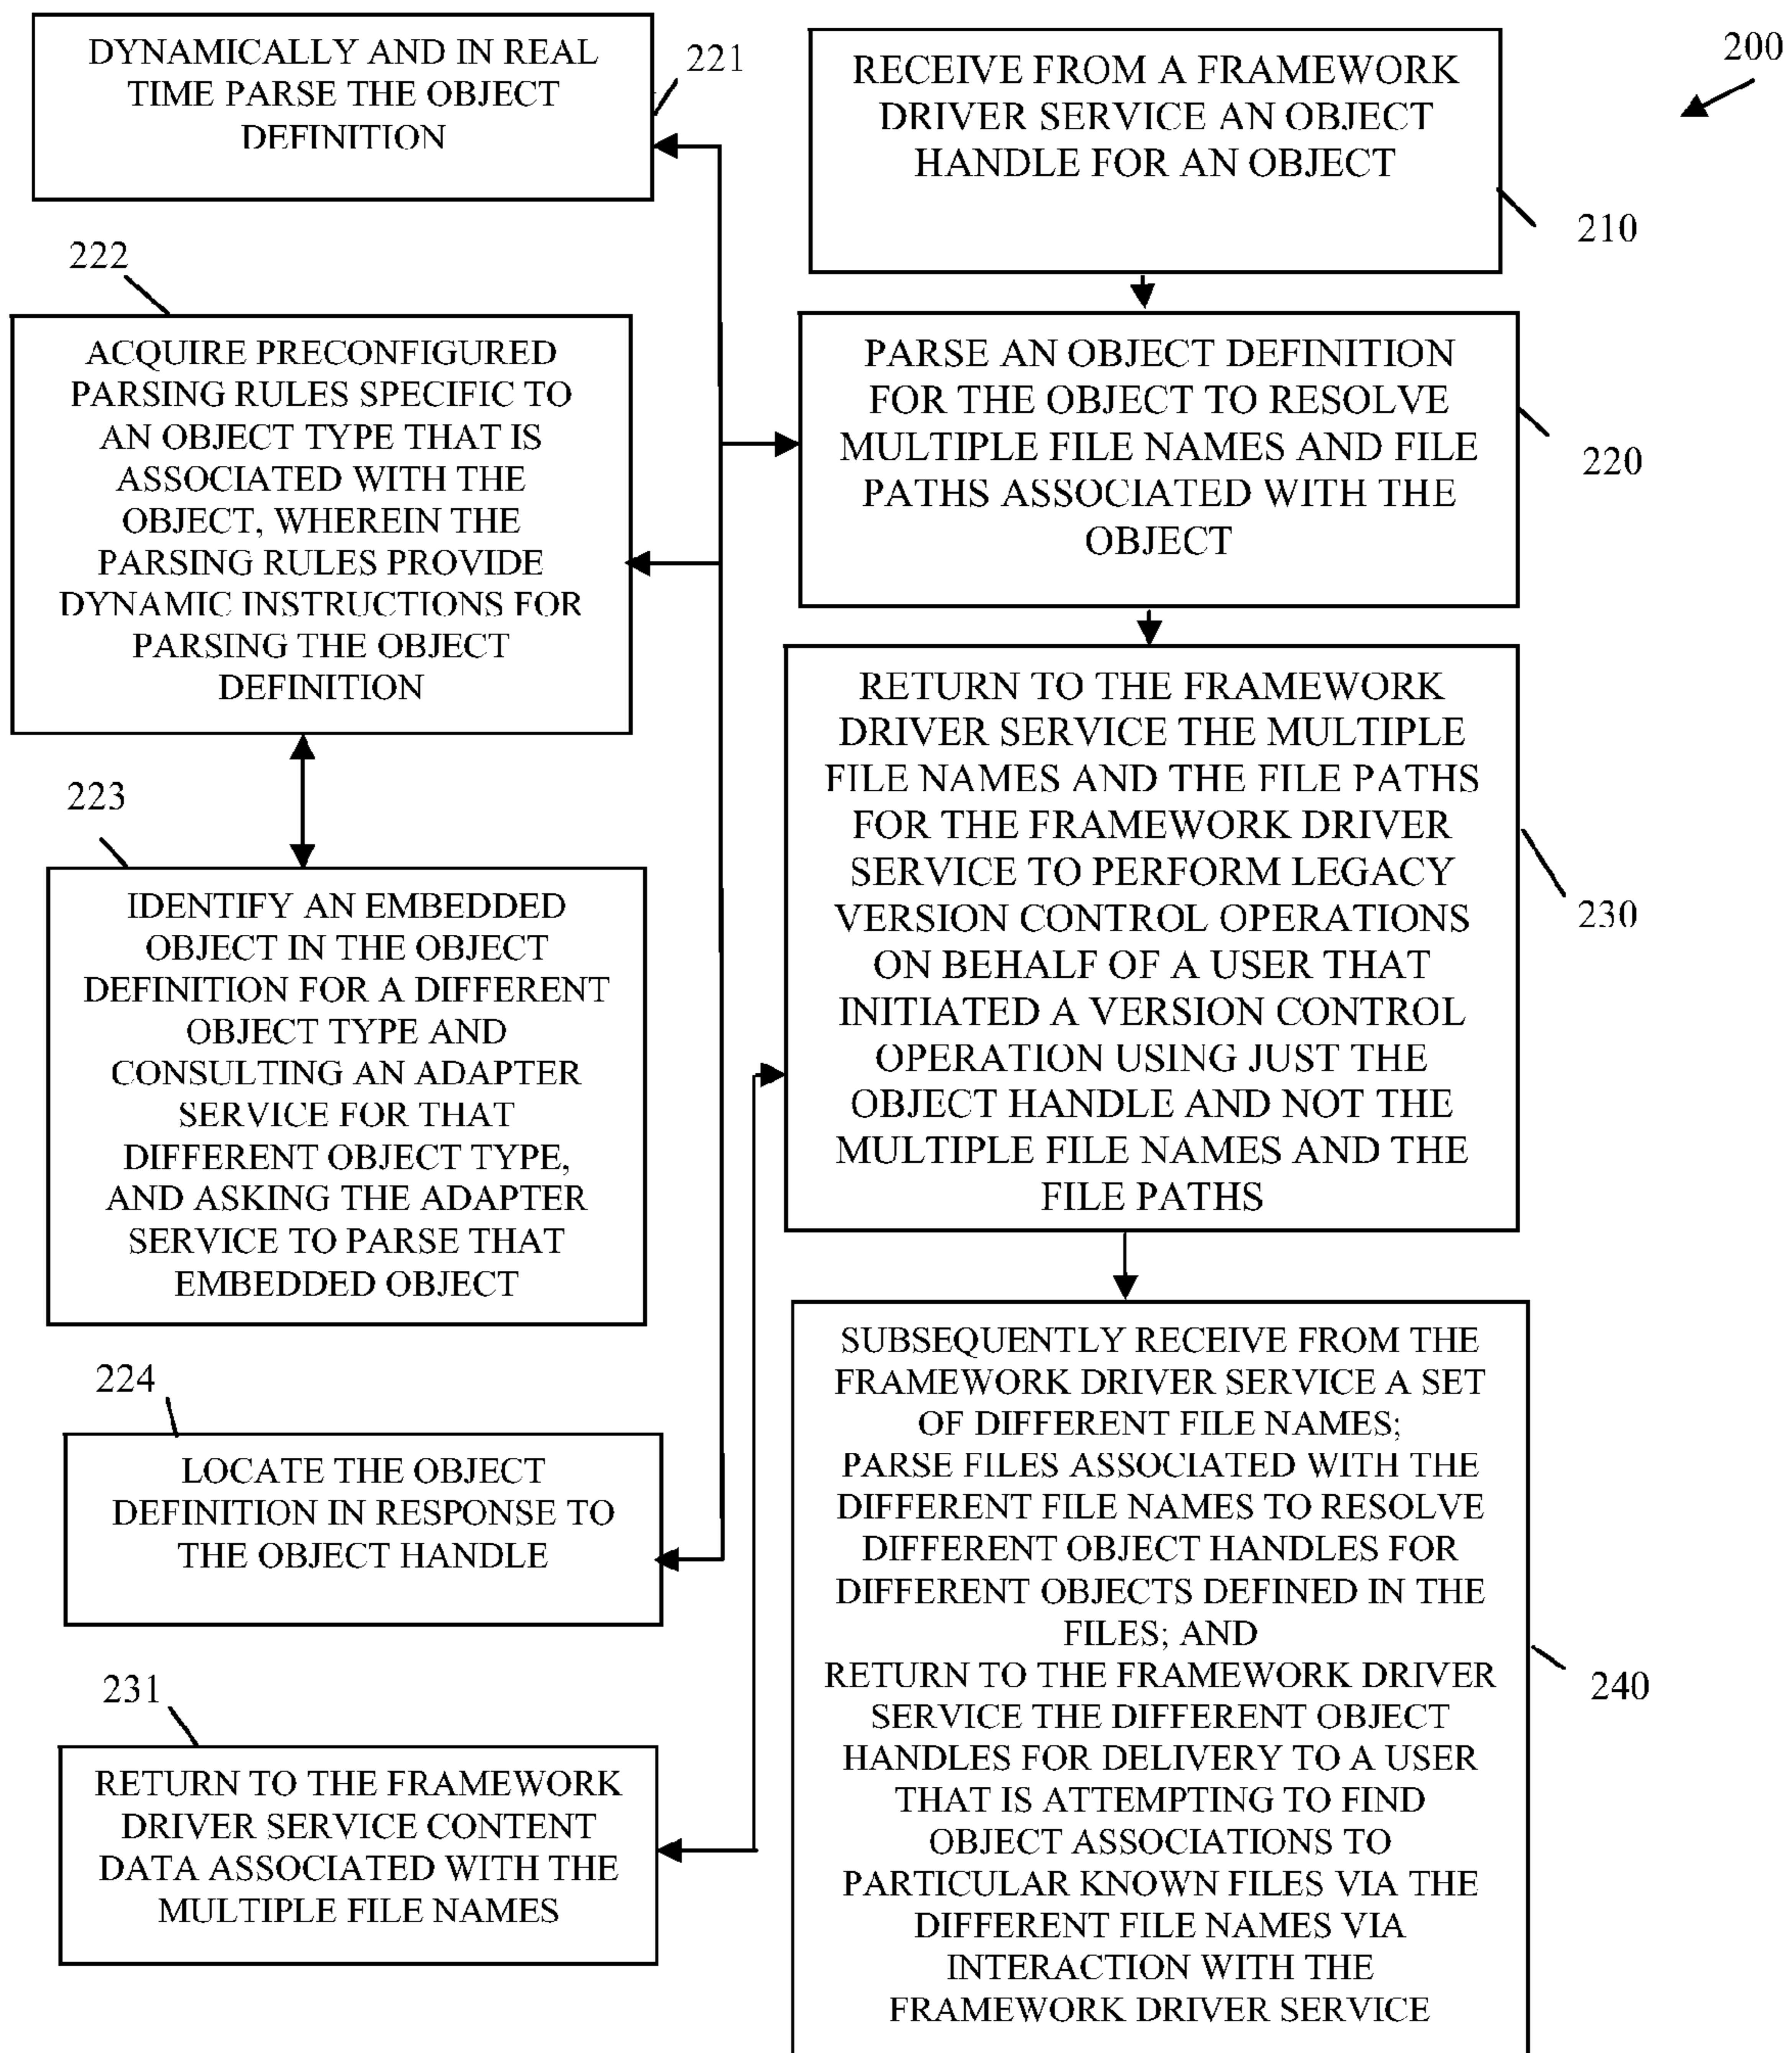 200
RECEIVE FROM A FRAMEWORK
DRIVER SERVICE AN OBJECT
HANDLE FOR AN OBJECT
210
PARSE AN OBJECT DEFINITION
FOR THE OBJECT TO RESOLVE
MULTIPLE FILE NAMES AND FILE
PATHS ASSOCIATED WITH THE
OBJECT
220
DYNAMICALLY AND IN REAL
TIME PARSE THE OBJECT
DEFINITION
221
222
ACQUIRE PRECONFIGURED
PARSING RULES SPECIFIC TO
AN OBJECT TYPE THAT IS
ASSOCIATED WITH THE
OBJECT, WHEREIN THE
PARSING RULES PROVIDE
DYNAMIC INSTRUCTIONS FOR
PARSING THE OBJECT
DEFINITION
223
IDENTIFY AN EMBEDDED
OBJECT IN THE OBJECT
DEFINITION FOR A DIFFERENT
OBJECT TYPE AND
CONSULTING AN ADAPTER
SERVICE FOR THAT
DIFFERENT OBJECT TYPE,
AND ASKING THE ADAPTER
SERVICE TO PARSE THAT
EMBEDDED OBJECT
224
LOCATE THE OBJECT
DEFINITION IN RESPONSE TO
THE OBJECT HANDLE
RETURN TO THE FRAMEWORK
DRIVER SERVICE THE MULTIPLE
FILE NAMES AND THE FILE PATHS
FOR THE FRAMEWORK DRIVER
SERVICE TO PERFORM LEGACY
VERSION CONTROL OPERATIONS
ON BEHALF OF A USER THAT
INITIATED A VERSION CONTROL
OPERATION USING JUST THE
OBJECT HANDLE AND NOT THE
MULTIPLE FILE NAMES AND THE
FILE PATHS
230
231
RETURN TO THE FRAMEWORK
DRIVER SERVICE CONTENT
DATA ASSOCIATED WITH THE
MULTIPLE FILE NAMES
SUBSEQUENTLY RECEIVE FROM THE
FRAMEWORK DRIVER SERVICE A SET
OF DIFFERENT FILE NAMES;
PARSE FILES ASSOCIATED WITH THE
DIFFERENT FILE NAMES TO RESOLVE
DIFFERENT OBJECT HANDLES FOR
DIFFERENT OBJECTS DEFINED IN THE
FILES; AND
RETURN TO THE FRAMEWORK DRIVER
SERVICE THE DIFFERENT OBJECT
HANDLES FOR DELIVERY TO A USER
THAT IS ATTEMPTING TO FIND
OBJECT ASSOCIATIONS TO
PARTICULAR KNOWN FILES VIA THE
DIFFERENT FILE NAMES VIA
INTERACTION WITH THE
FRAMEWORK DRIVER SERVICE
240